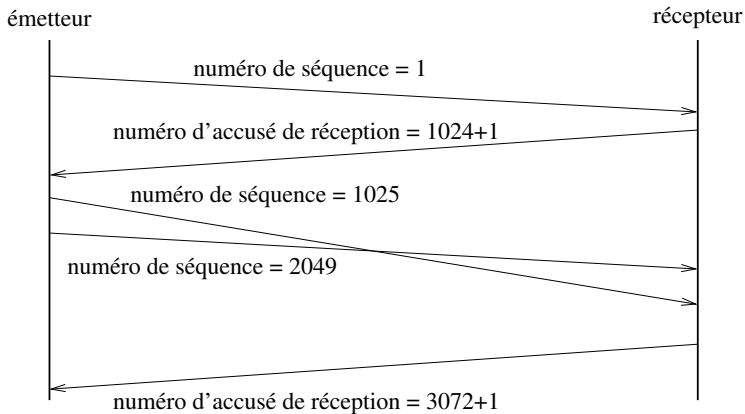 émetteur
récepteur
numéro de séquence = 1
numéro d'accusé de réception = 1024+1
numéro de séquence = 1025
numéro de séquence = 2049
numéro d'accusé de réception = 3072+1